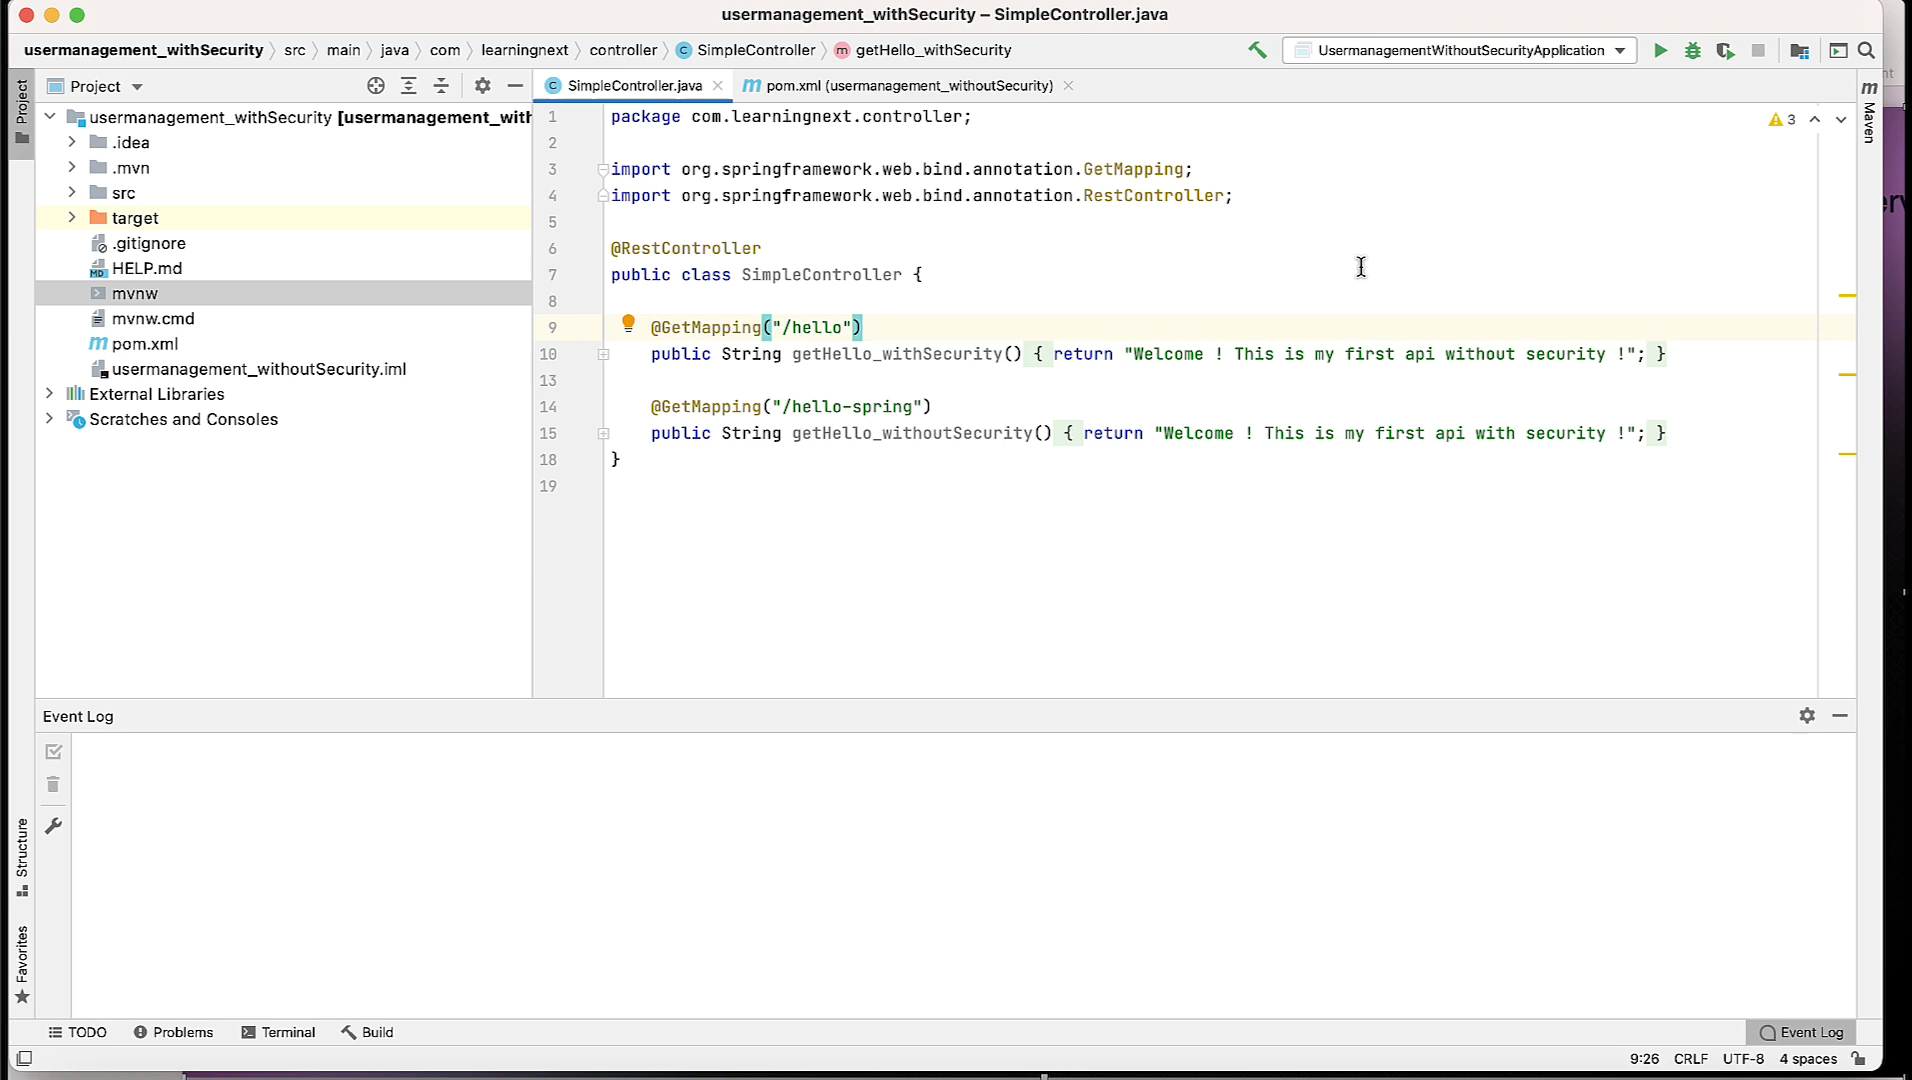 usermanagement_withSecurity – SimpleController.java
usermanagement_withSecurity src main java com learningnext controller SimpleController getHello_withSecurity
UsermanagementWithoutSecurityApplication
Project
Project
usermanagement_withSecurity [usermanagement_with
.idea
.mvn
src
target
.gitignore
HELP.md
mvnw
mvnw.cmd
pom.xml
usermanagement_withoutSecurity.iml
External Libraries
Scratches and Consoles
SimpleController.java
pom.xml (usermanagement_withoutSecurity)
3
1 package com.learningnext.controller;
2
3 import org.springframework.web.bind.annotation.GetMapping;
4 import org.springframework.web.bind.annotation.RestController;
5
6 @RestController
7 public class SimpleController {
8
9 @GetMapping("/hello")
10 public String getHello_withSecurity() { return "Welcome ! This is my first api without security !"; }
13
14 @GetMapping("/hello-spring")
15 public String getHello_withoutSecurity() { return "Welcome ! This is my first api with security !"; }
18 }
19
Maven
Event Log
Structure
Favorites
TODO
Problems
Terminal
Build
Event Log
9:26 CRLF UTF-8 4 spaces